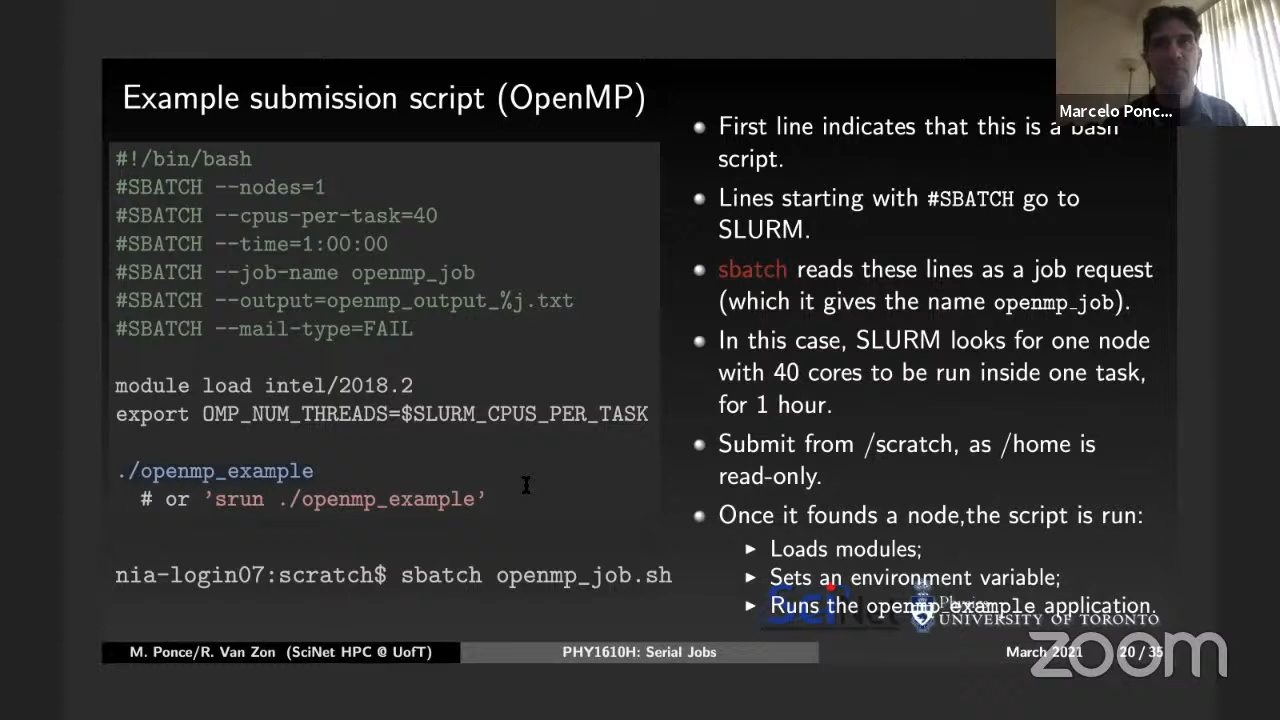 Example submission script (OpenMP)
#!/bin/bash
#SBATCH --nodes=1
#SBATCH --cpus-per-task=40
#SBATCH --time=1:00:00
#SBATCH --job-name openmp_job
#SBATCH --output=openmp_output_%j.txt
#SBATCH --mail-type=FAIL
module load intel/2018.2
export OMP_NUM_THREADS=$SLURM_CPUS_PER_TASK
./openmp_example
# or 'srun ./openmp_example'
nia-login07:scratch$ sbatch openmp_job.sh
First line indicates that this is a bash
script.
Lines starting with #SBATCH go to
SLURM.
sbatch reads these lines as a job request
(which it gives the name openmp_job).
In this case, SLURM looks for one node
with 40 cores to be run inside one task,
for 1 hour.
Submit from /scratch, as /home is
read-only.
Once it founds a node,the script is run:
Loads modules;
Sets an environment variable;
Runs the openmp_example application.
SciNet
Physics
UNIVERSITY OF TORONTO
M. Ponce/R. Van Zon (SciNet HPC @ UofT)
PHY1610H: Serial Jobs
March 2021
20 / 35
Marcelo Ponc...
zoom